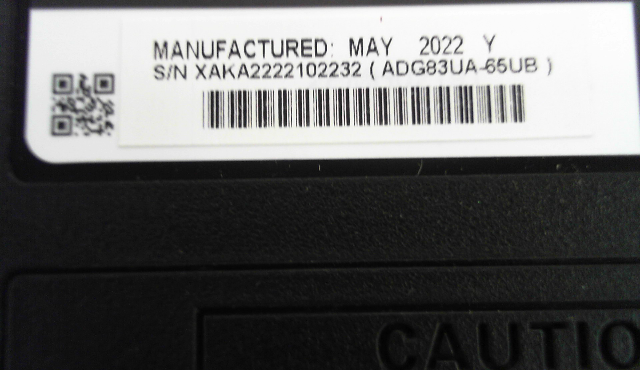 MANUFACTURED: MAY 2022 Y
S/N XAKA2222102232 ( ADG83UA-65UB )
CAUTIO